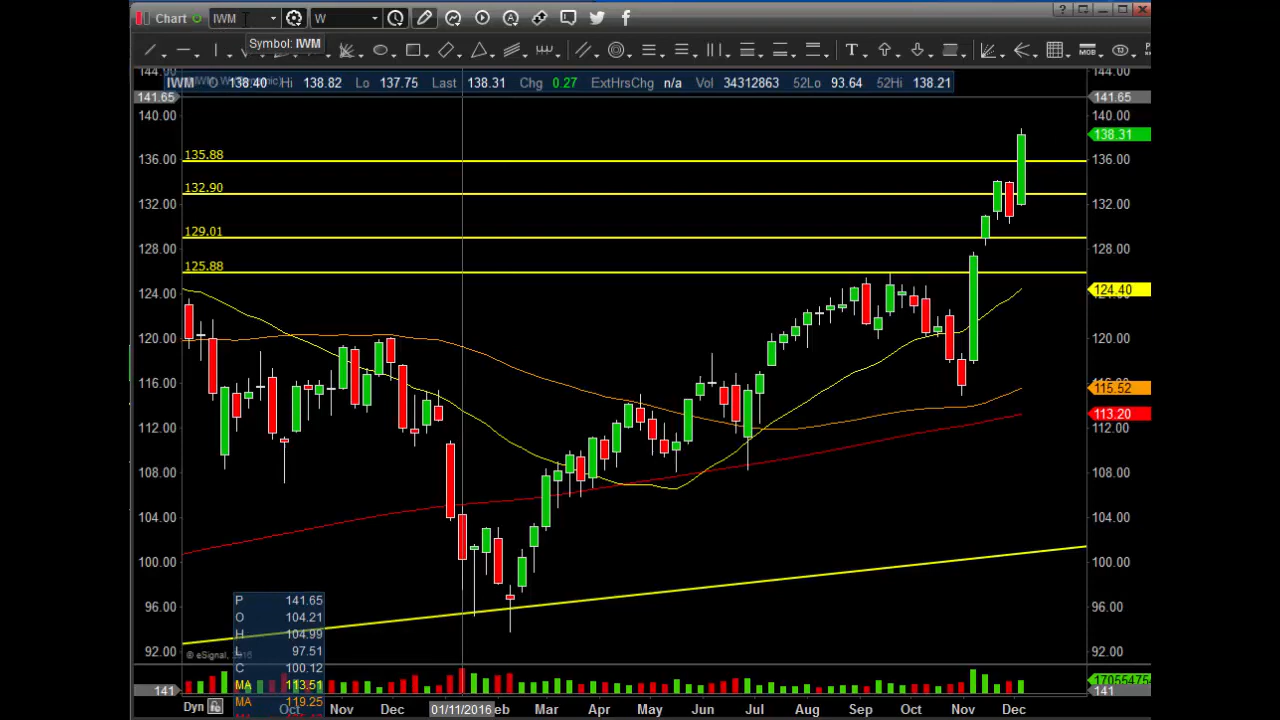 Chart IWM W
Symbol: IWM
IWM O 138.40 Hi 138.82 Lo 137.75 Last 138.31 Chg 0.27 ExtHrsChg n/a Vol 34312863 52Lo 93.64 52Hi 138.21
144.00 144.00
141.65 141.65
140.00 140.00
138.31
136.00 135.88 136.00
132.00 132.90 132.00
128.00 129.01 128.00
125.88
124.00 124.40
120.00 120.00
116.00
115.52
113.20
112.00 112.00
108.00 108.00
104.00 104.00
100.00 100.00
96.00 96.00
92.00 92.00
P 141.65
O 104.21
H 104.99
L 97.51
C 100.12
MA 113.51
MA 119.25
© eSignal, 2016
17055475
141 141
Dyn Oct Nov Dec 01/11/2016 eb Mar Apr May Jun Jul Aug Sep Oct Nov Dec